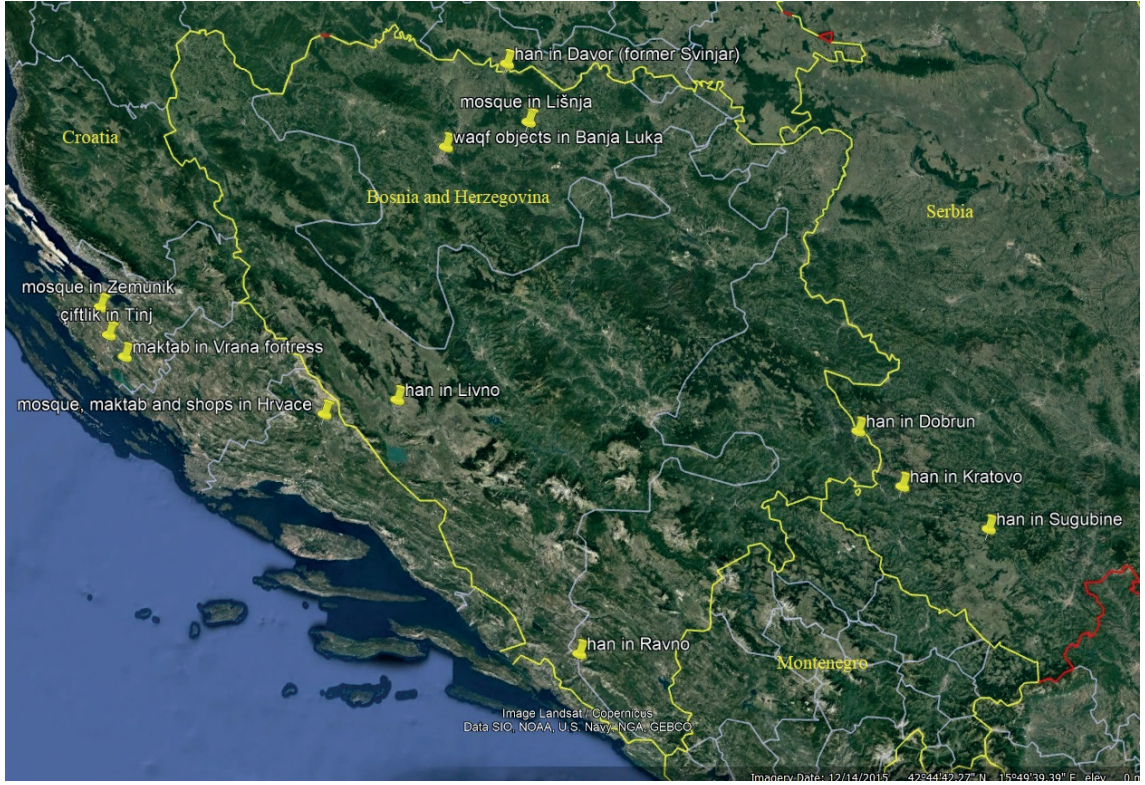 han in Davor (former Svinjar)
mosque in Lišnja
Croatia
waqf objects in Banja Luka
Bosnia and Herzegovina
Serbia
mosque in Zemunik
çiftlik in Tinj
maktab in Vrana fortress
han in Livno
mosque, maktab and shops in Hrvace
han in Dobrun
han in Kratovo
han in Sugubine
han in Ravno
Montenegro
Image Landsat / Copernicus
Data SIO, NOAA, U.S. Navy, NGA, GEBCO
Imagery Date: 12/14/2015 42°44'42.27" N 15°49'39.39" E elev 0 m